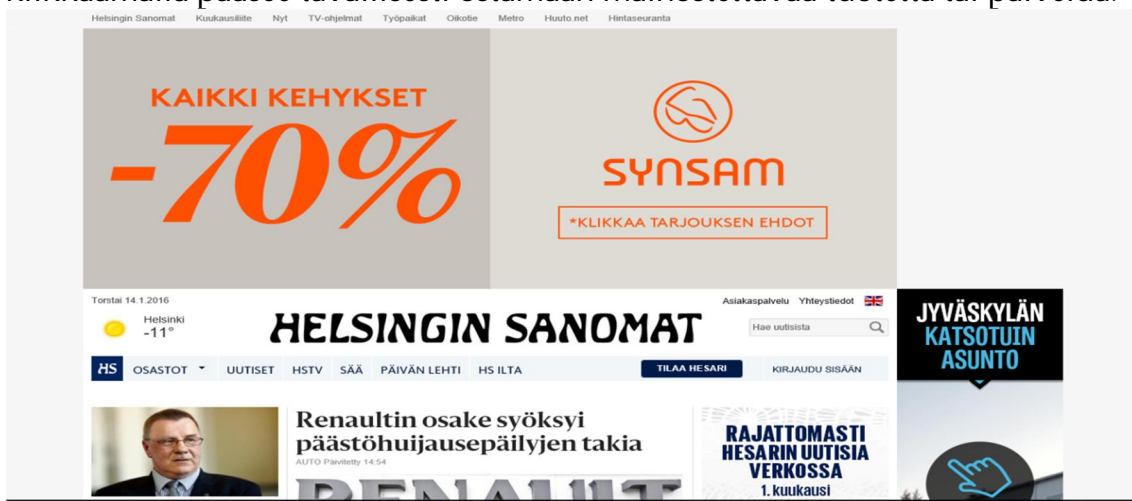 Helsingin Sanomat Kuukausiliite Nyt TV-ohjelmat Työpaikat Oikotie Metro Huuto.net Hintaseuranta
KAIKKI KEHYKSET
-70%
SYNSAM
*KLIKKAA TARJOUKSEN EHDOT
Torstai 14.1.2016
Asiakaspalvelu Yhteystiedot
Helsinki
-11°
HELSINGIN SANOMAT
Hae uutisista
HS OSASTOT UUTISET HSTV SÄÄ PÄIVÄN LEHTI HS ILTA TILAA HESARI KIRJAUDU SISÄÄN
JYVÄSKYLÄN
KATSOTUIN
ASUNTO
Renaultin osake syöksyi
päästöhuijausepäilyjen takia
AUTO Päivitetty 14:54
RENAULT
RAJATTOMASTI
HESARIN UUTISIA
VERKOSSA
1. kuukausi